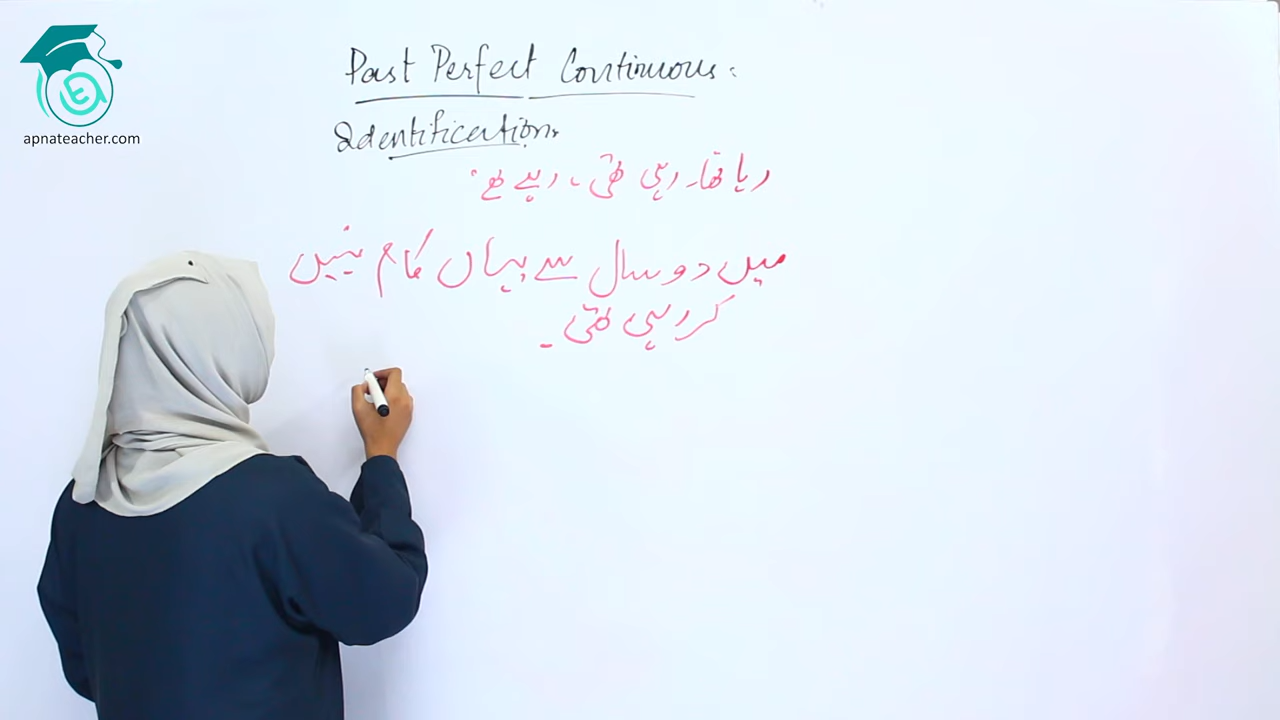 apnateacher.com
Past Perfect Continuous:
Identification:
رہا تھا۔ رہی تھی، رہے تھے۔
میں دو سال سے یہاں کام نہیں
کر رہی تھی۔